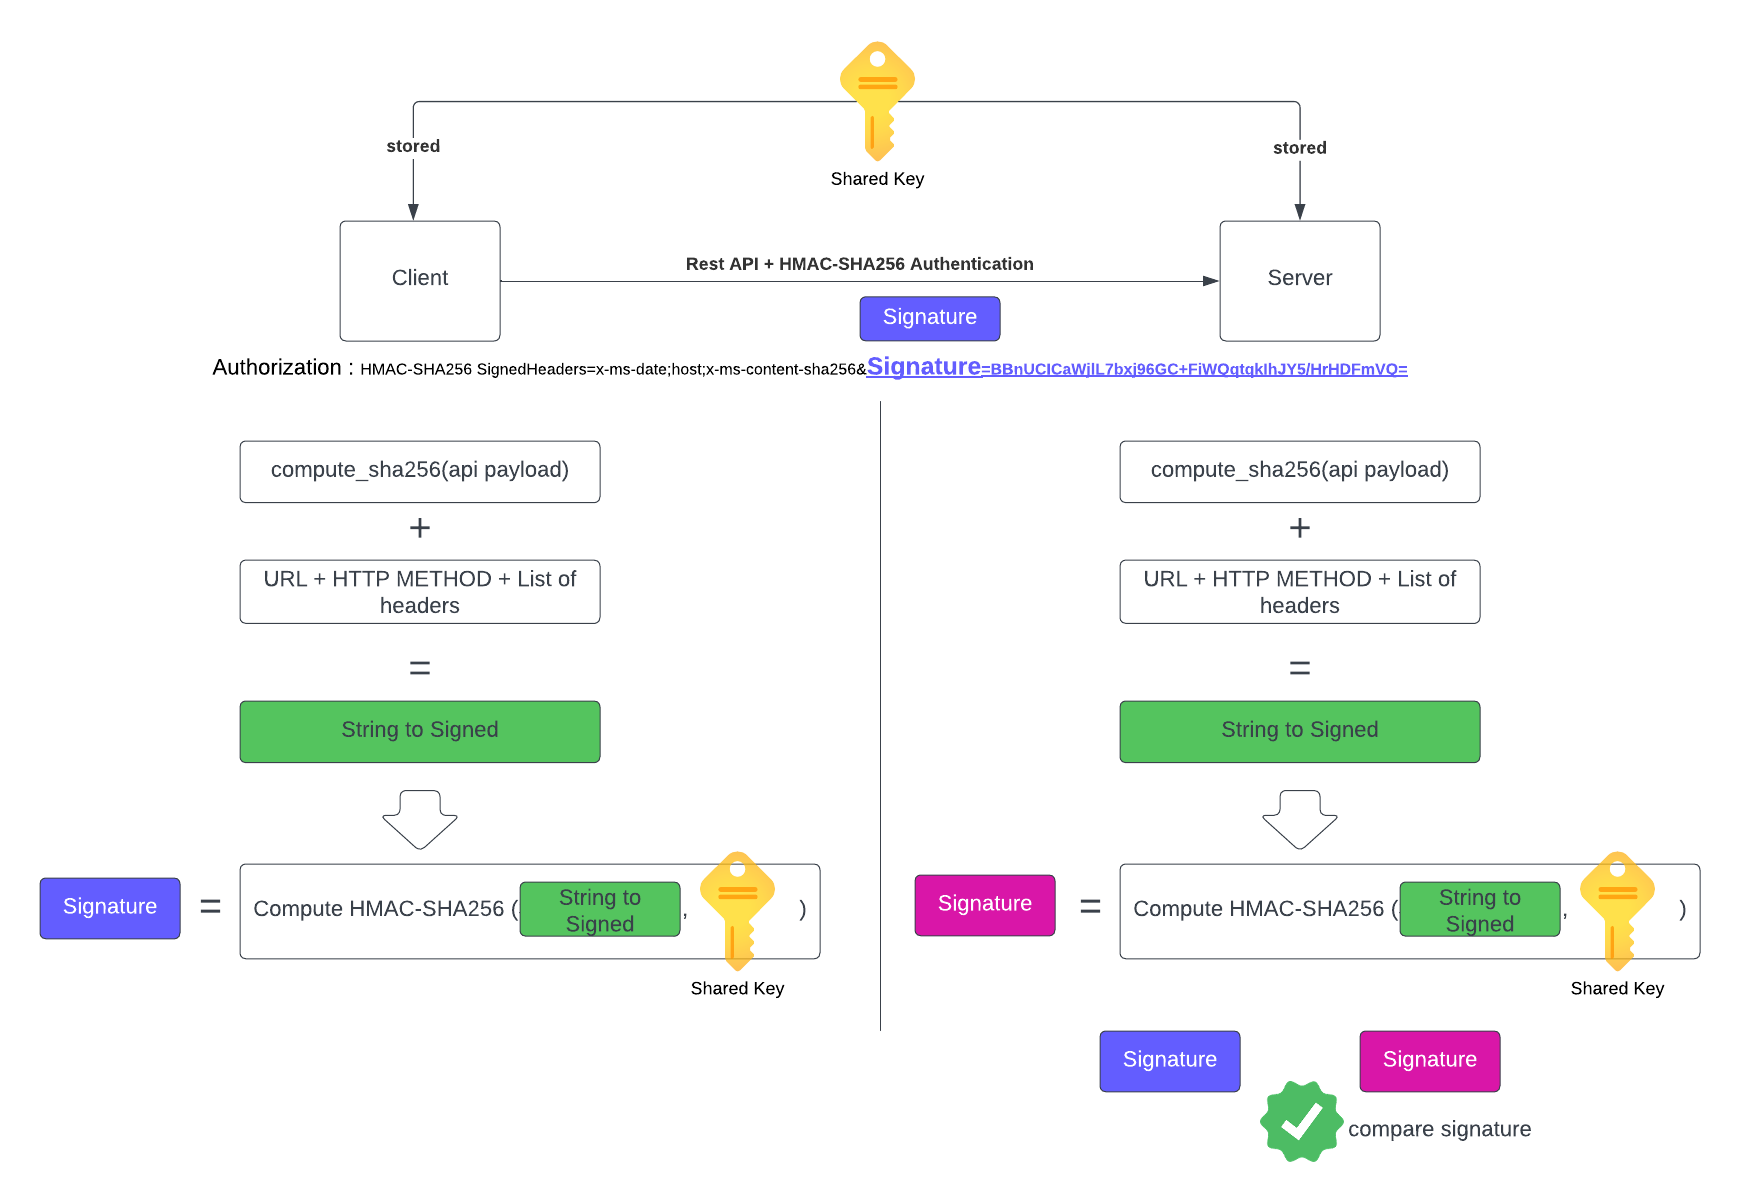 stored
stored
Shared Key
Client
Rest API + HMAC-SHA256 Authentication
Server
Signature
Authorization : HMAC-SHA256 SignedHeaders=x-ms-date;host;x-ms-content-sha256&Signature=BBnUCICaWjlL7bxj96GC+FiWQqtqkIhJY5/HrHDFmVQ=
compute_sha256(api payload)
+
URL + HTTP METHOD + List of
headers
=
String to Signed
Signature
=
Compute HMAC-SHA256 (
String to
Signed
,
)
Shared Key
compute_sha256(api payload)
+
URL + HTTP METHOD + List of
headers
=
String to Signed
Signature
=
Compute HMAC-SHA256 (
String to
Signed
,
)
Shared Key
Signature
Signature
compare signature